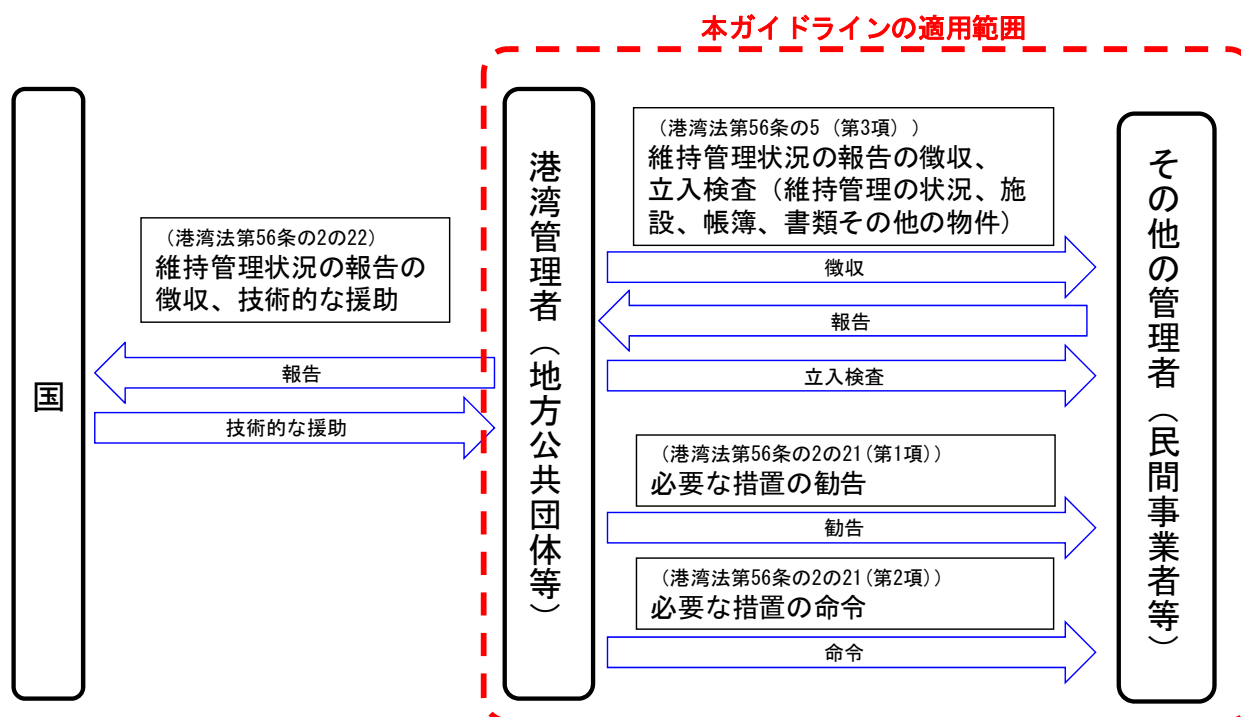 本ガイドラインの適用範囲
国
(港湾法第56条の2の22)
維持管理状況の報告の
徴収、技術的な援助
報告
技術的な援助
港湾管理者（地方公共団体等）
(港湾法第56条の5（第3項）)
維持管理状況の報告の徴収、
立入検査（維持管理の状況、施
設、帳簿、書類その他の物件）
徴収
報告
立入検査
(港湾法第56条の2の21(第1項))
必要な措置の勧告
勧告
(港湾法第56条の2の21(第2項))
必要な措置の命令
命令
その他の管理者（民間事業者等）